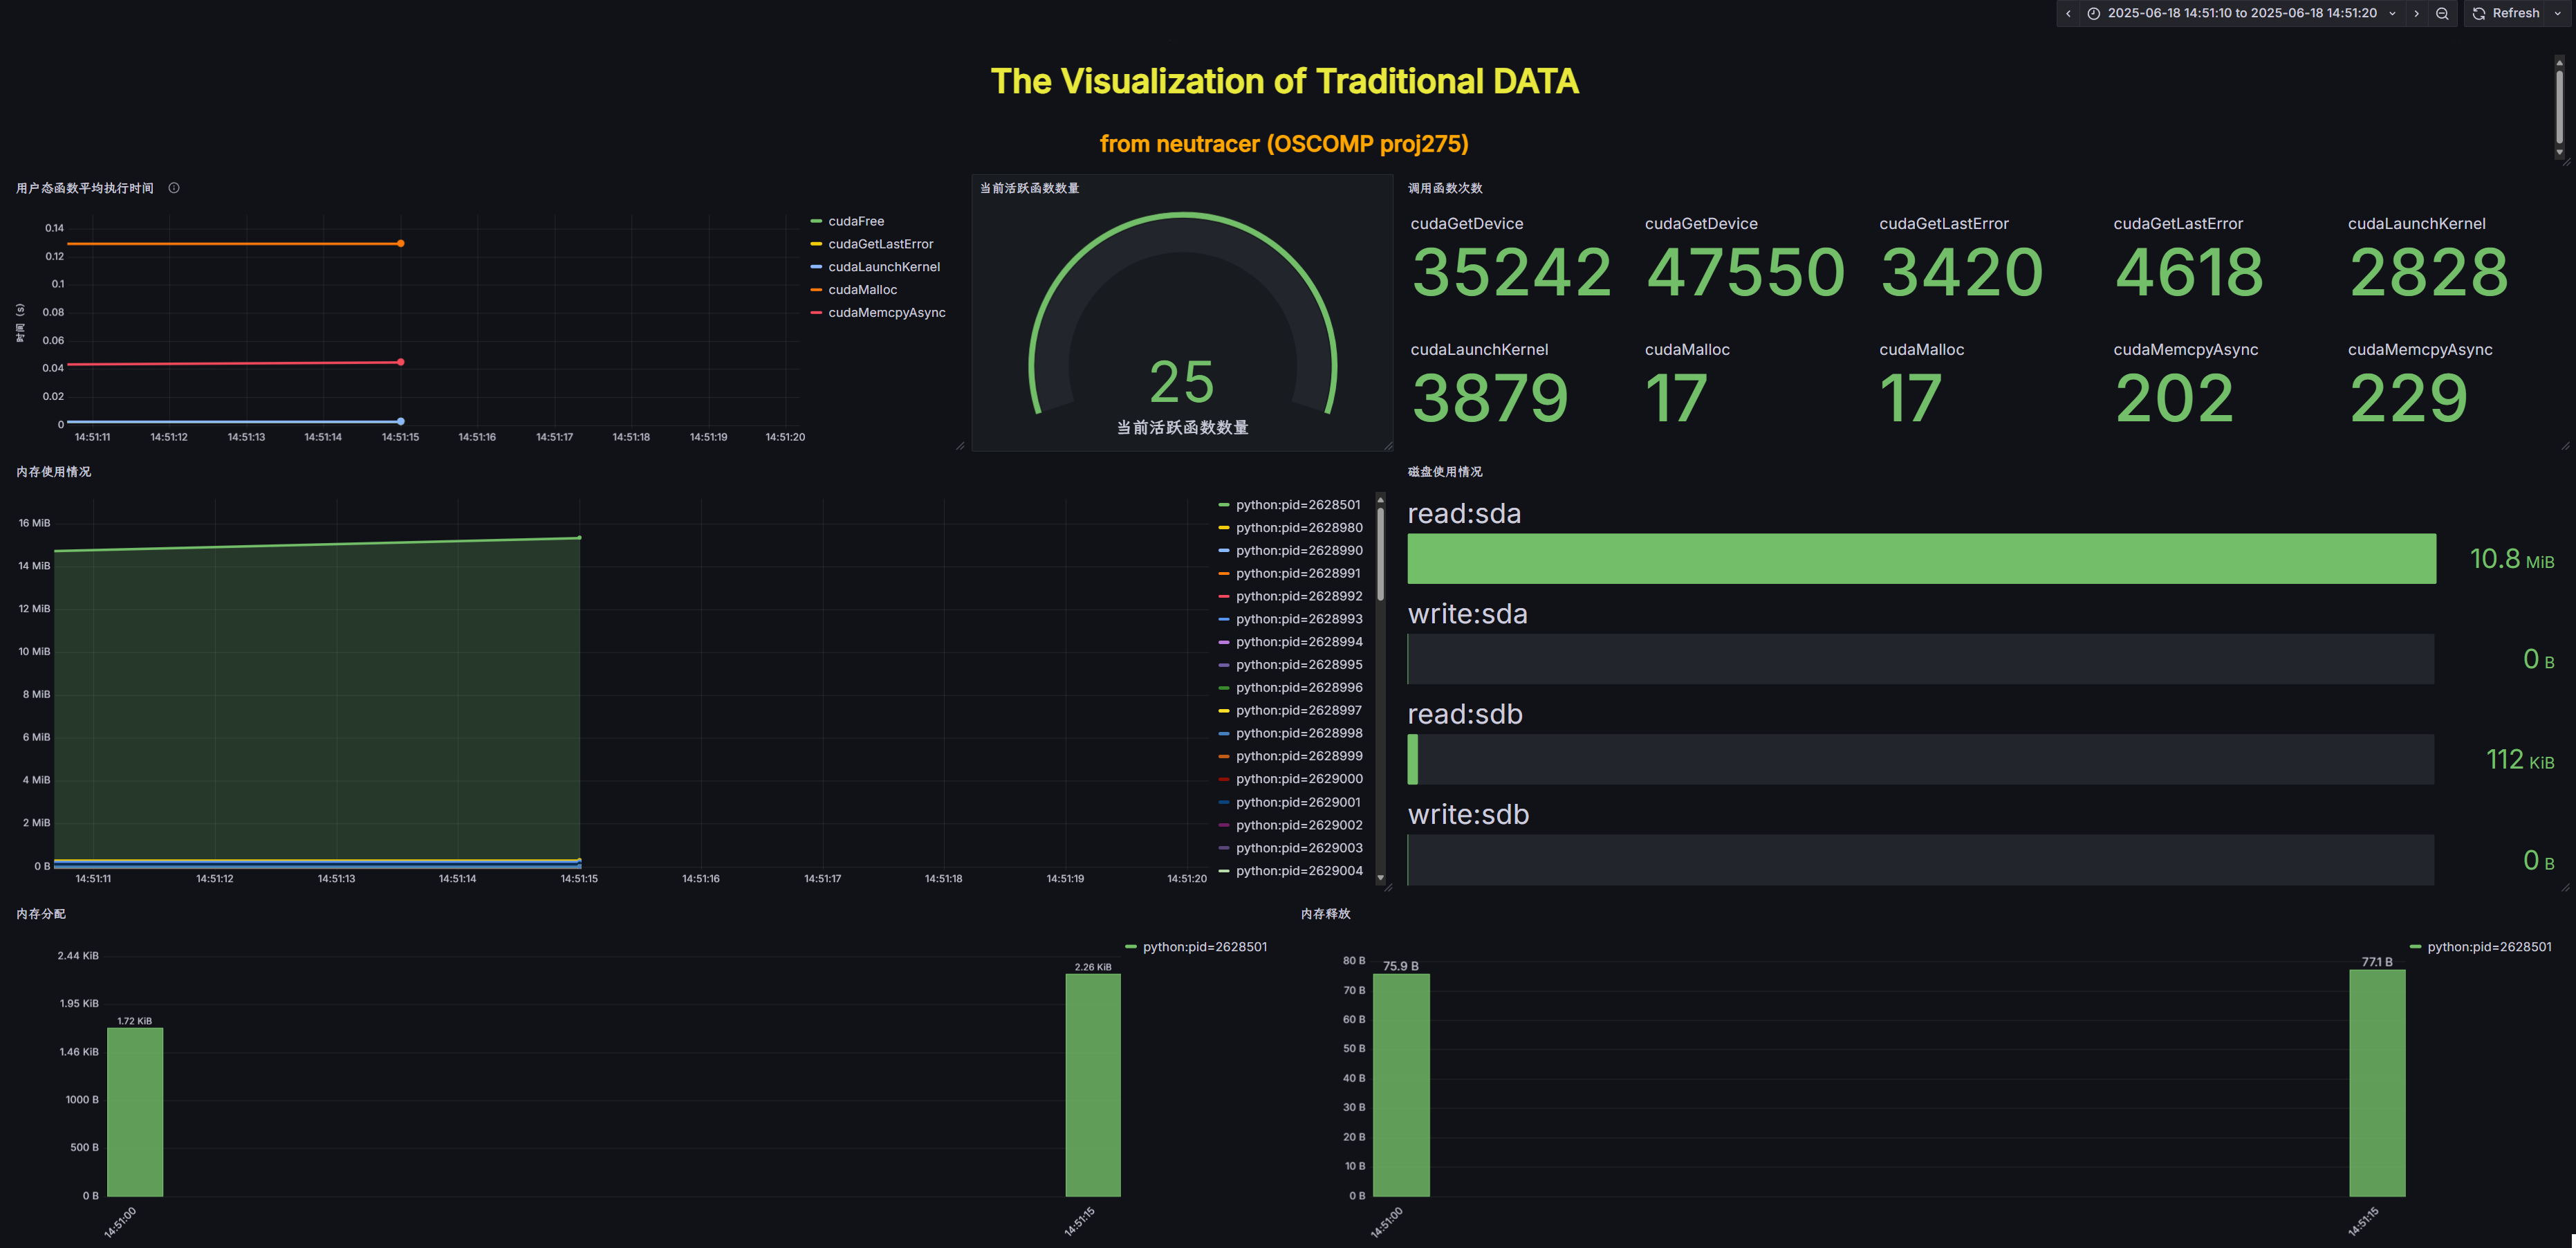 2025-06-18 14:51:10 to 2025-06-18 14:51:20
Refresh
The Visualization of Traditional DATA
from neutracer (OSCOMP proj275)
用户态函数平均执行时间
时间 (s)
0.14
0.12
0.1
0.08
0.06
0.04
0.02
0
14:51:11 14:51:12 14:51:13 14:51:14 14:51:15 14:51:16 14:51:17 14:51:18 14:51:19 14:51:20
cudaFree
cudaGetLastError
cudaLaunchKernel
cudaMalloc
cudaMemcpyAsync
当前活跃函数数量
25
当前活跃函数数量
调用函数次数
cudaGetDevice cudaGetDevice cudaGetLastError cudaGetLastError cudaLaunchKernel
35242 47550 3420 4618 2828
cudaLaunchKernel cudaMalloc cudaMalloc cudaMemcpyAsync cudaMemcpyAsync
3879 17 17 202 229
内存使用情况
16 MiB
14 MiB
12 MiB
10 MiB
8 MiB
6 MiB
4 MiB
2 MiB
0 B
14:51:11 14:51:12 14:51:13 14:51:14 14:51:15 14:51:16 14:51:17 14:51:18 14:51:19 14:51:20
python:pid=2628501
python:pid=2628980
python:pid=2628990
python:pid=2628991
python:pid=2628992
python:pid=2628993
python:pid=2628994
python:pid=2628995
python:pid=2628996
python:pid=2628997
python:pid=2628998
python:pid=2628999
python:pid=2629000
python:pid=2629001
python:pid=2629002
python:pid=2629003
python:pid=2629004
磁盘使用情况
read:sda
10.8 MiB
write:sda
0 B
read:sdb
112 KiB
write:sdb
0 B
内存分配
2.44 KiB
1.95 KiB
1.46 KiB
1000 B
500 B
0 B
1.72 KiB
2.26 KiB
14:51:00 14:51:15
python:pid=2628501
内存释放
80 B
70 B
60 B
50 B
40 B
30 B
20 B
10 B
0 B
75.9 B
77.1 B
14:51:00 14:51:15
python:pid=2628501